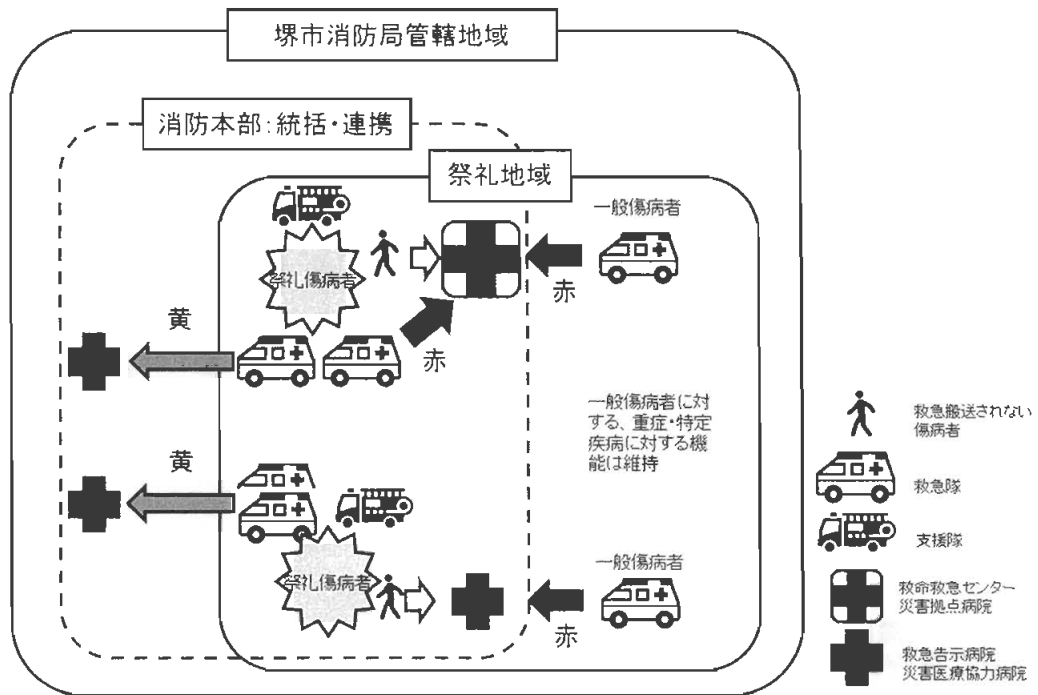 堺市消防局管轄地域
消防本部:統括・連携
祭礼地域
一般傷病者
祭礼傷病者
赤
黄
赤
一般傷病者に対
する、重症・特定
疾病に対する機
能は維持
黄
祭礼傷病者
一般傷病者
赤
救急搬送されない
傷病者
救急隊
支援隊
救命救急センター
災害拠点病院
救急告示病院
災害医療協力病院